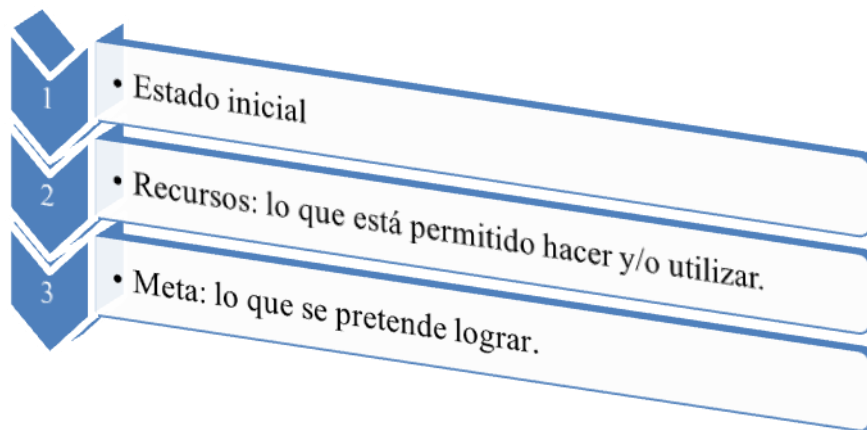 1
• Estado inicial
2
• Recursos: lo que está permitido hacer y/o utilizar.
3
• Meta: lo que se pretende lograr.